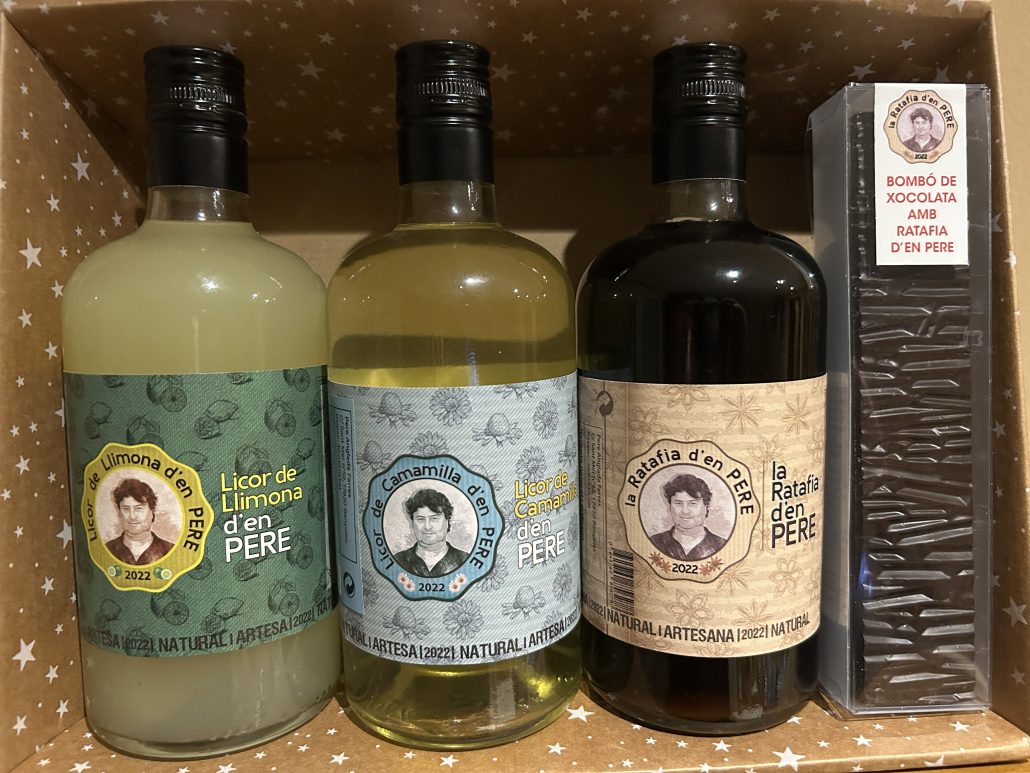 Licor de Llimona d'en PERE
2022
Licor de
Llimona
d'en
PERE
ARTESA|2022| NATURAL | ARTESA |2022| NAT
Licor de Camamilla d'en PERE
2022
Licor de
Camamilla
d'en
PERE
TURAL | ARTESA|2022| NATURAL | ARTESA |2022|
la Ratafia d'en PERE
2022
la
Ratafia
d'en
PERE
|2022| NATURAL | ARTESANA |2022| NATURAL
la Ratafia d'en PERE
2022
BOMBÓ DE
XOCOLATA
AMB
RATAFIA
D'EN PERE